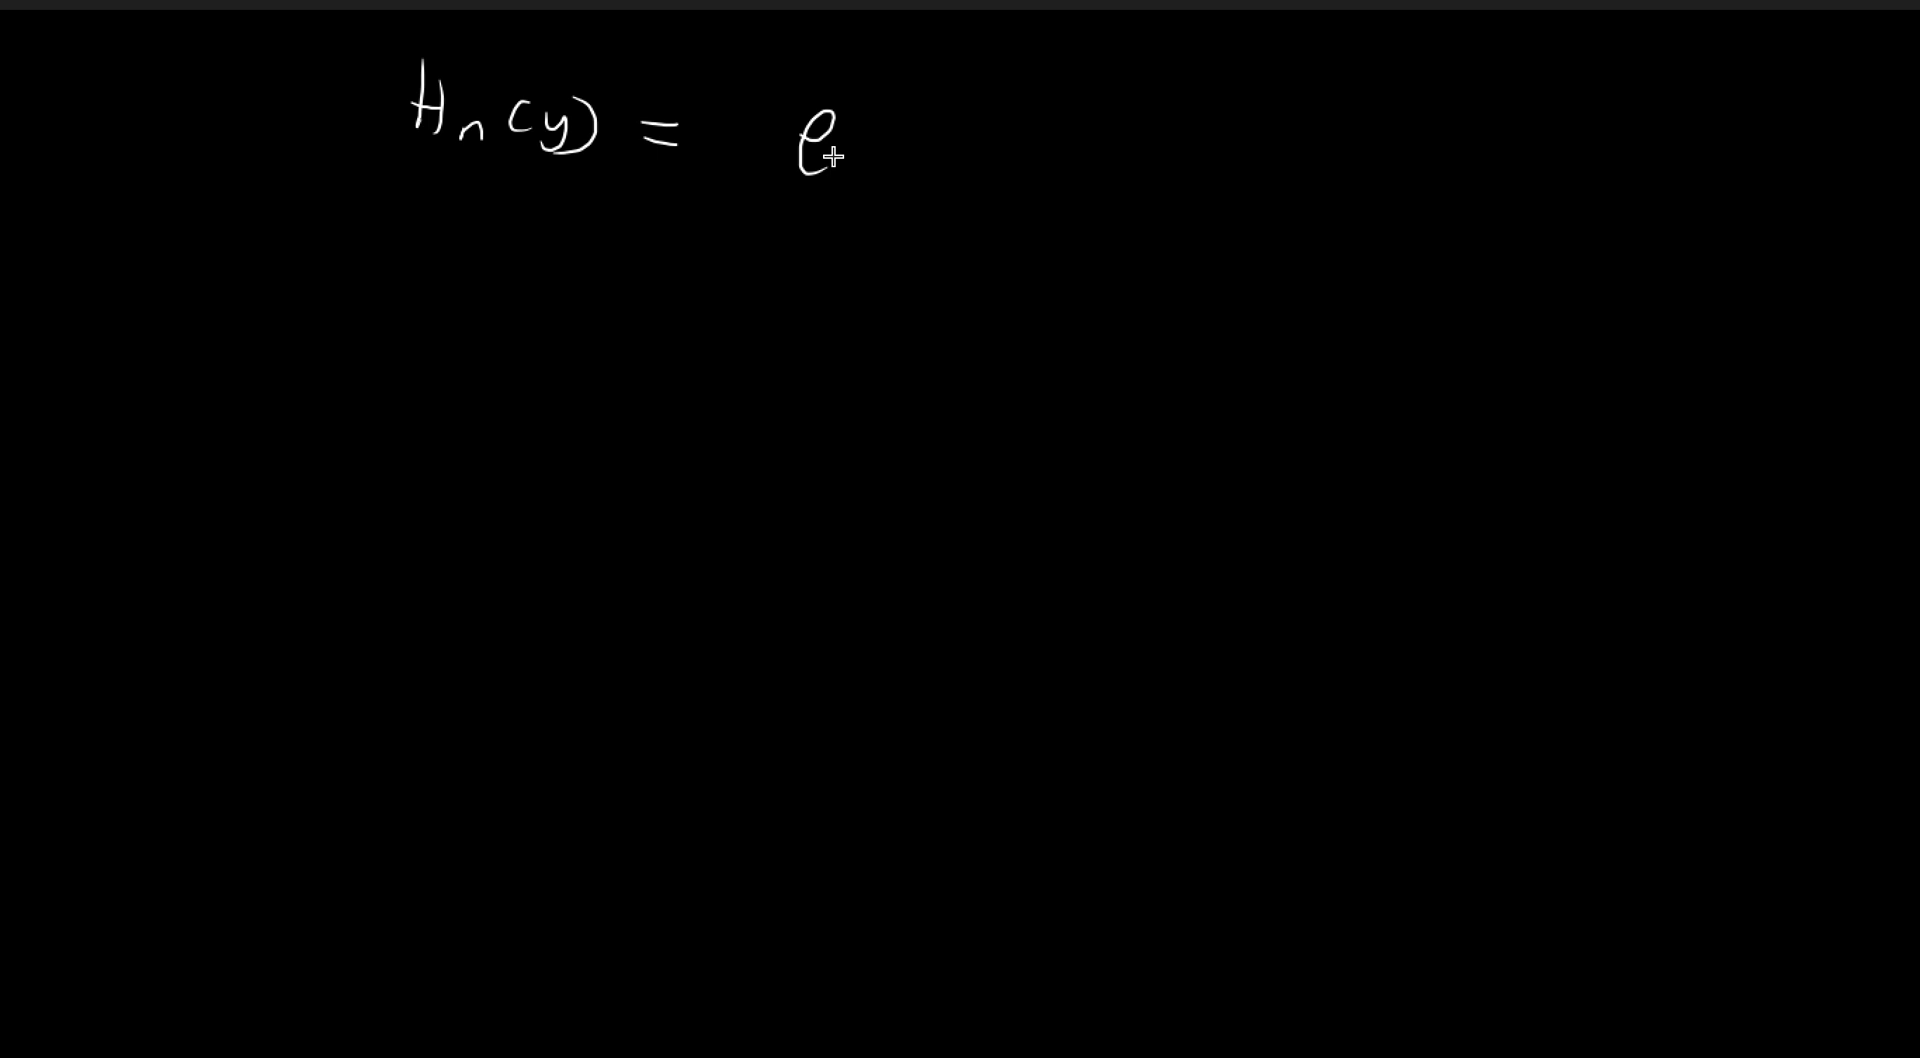 Hn(y) = e